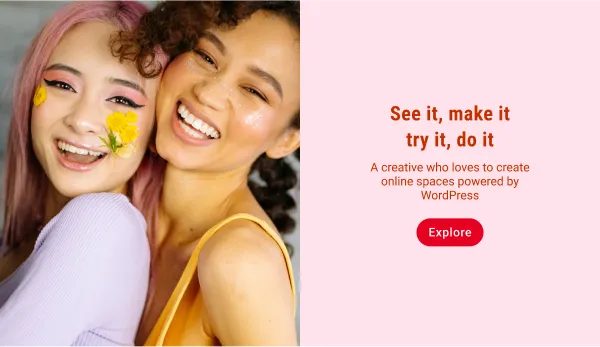 See it, make it
try it, do it
A creative who loves to create
online spaces powered by
WordPress
Explore